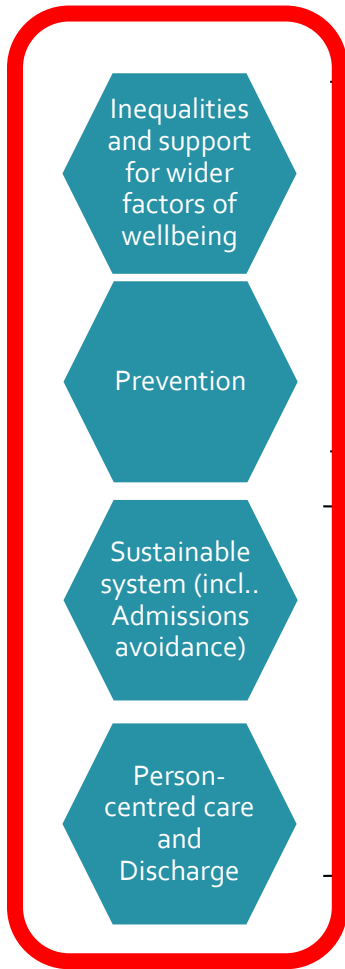 Inequalities
and support
for wider
factors of
wellbeing
Prevention
Sustainable
system (incl..
Admissions
avoidance)
Person-
centred care
and
Discharge